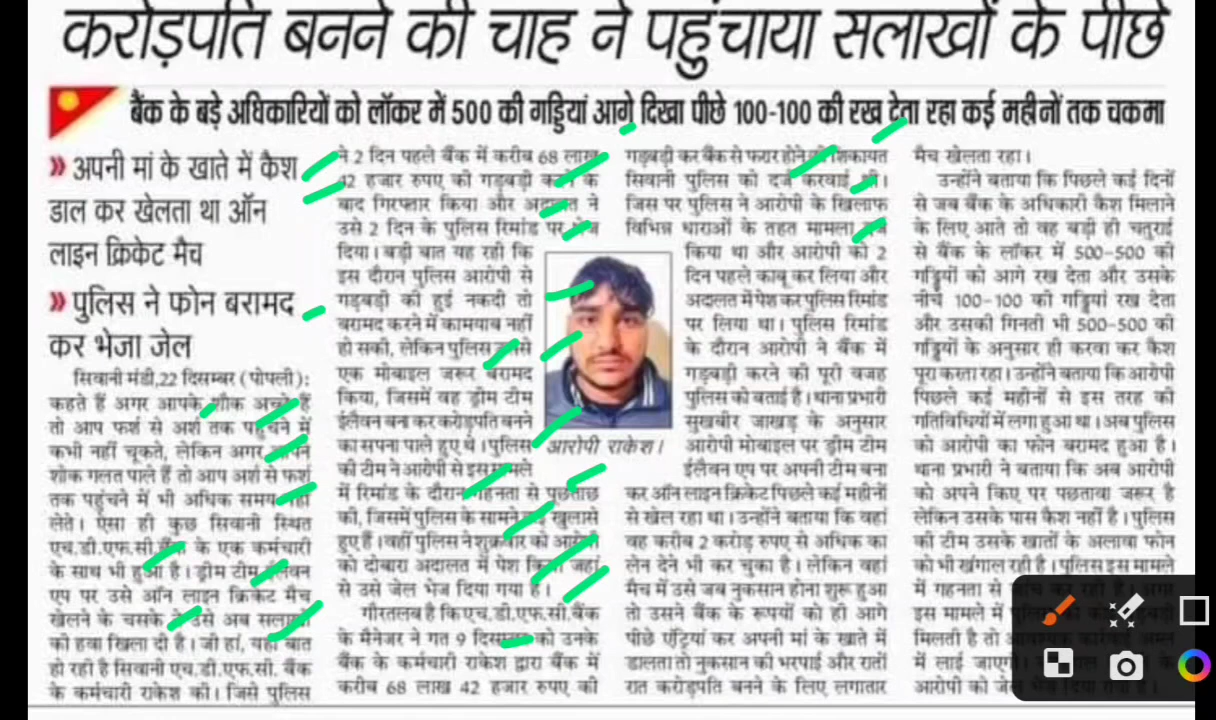 करोड़पति बनने की चाह ने पहुंचाया सलाखों के पीछे
बैंक के बड़े अधिकारियों को लॉकर में 500 की गड्डियां आगे दिखा पीछे 100-100 की रख देता रहा कई महीनों तक चकमा
» अपनी मां के खाते में कैश
डाल कर खेलता था ऑन
लाइन क्रिकेट मैच
» पुलिस ने फोन बरामद
कर भेजा जेल
सिवानी मंडी,22 दिसम्बर (पोपली):
कहते हैं अगर आपके शौक अच्छे हैं
तो आप फर्श से अर्श तक पहुंचने में
कभी नहीं चूकते, लेकिन अगर आपने
शोक गलत पाले हैं तो आप अर्श से फर्श
तक पहुंचने में भी अधिक समय नहीं
लेते। ऐसा ही कुछ सिवानी स्थित
एच.डी.एफ.सी.बैंक के एक कर्मचारी
के साथ भी हुआ है। ड्रीम टीम ईलैवन
एप पर उसे ऑन लाइन क्रिकेट मैच
खेलने के चसके ने उसे अब सलाखों
को हवा खिला दी है। जी हां, यहां बात
हो रही है सिवानी एच.डी.एफ.सी. बैंक
के कर्मचारी राकेश की। जिसे पुलिस
ने 2 दिन पहले बैंक में करीब 68 लाख
42 हजार रुपए की गड़बड़ी करने के
बाद गिरफ्तार किया और अदालत ने
उसे 2 दिन के पुलिस रिमांड पर भेज
दिया। बड़ी बात यह रही कि
इस दौरान पुलिस आरोपी से
गड़बड़ी की हुई नकदी तो
बरामद करने में कामयाब नहीं
हो सकी, लेकिन पुलिस उससे
एक मोबाइल जरूर बरामद
किया, जिसमें वह ड्रीम टीम
ईलैवन बना कर करोड़पति बनने
का सपना पाले हुए थे। पुलिस
की टीम ने आरोपी से इस मामले
में रिमांड के दौरान गहनता से पूछताछ
की, जिसमें पुलिस के सामने कई खुलासे
हुए हैं। वहीं पुलिस ने शुक्रवार को आरोपी
को दोबारा अदालत में पेश किया जहां
से उसे जेल भेज दिया गया है।
गौरतलब है कि एच.डी.एफ.सी.बैंक
के मैनेजर ने गत 9 दिसम्बर को उनके
बैंक के कर्मचारी राकेश द्वारा बैंक में
करीब 68 लाख 42 हजार रुपए की
आरोपी राकेश।
गड़बड़ी कर बैंक से फरार होने की शिकायत
सिवानी पुलिस को दर्ज करवाई थी।
जिस पर पुलिस ने आरोपी के खिलाफ
विभिन्न धाराओं के तहत मामला दर्ज
किया था और आरोपी को 2
दिन पहले काबू कर लिया और
अदालत में पेश कर पुलिस रिमांड
पर लिया था। पुलिस रिमांड
के दौरान आरोपी ने बैंक में
गड़बड़ी करने की पूरी वजह
पुलिस को बताई है। थाना प्रभारी
सुखबीर जाखड़ के अनुसार
आरोपी मोबाइल पर ड्रीम टीम
ईलैवन एप पर अपनी टीम बना
कर ऑन लाइन क्रिकेट पिछले कई महीनों
से खेल रहा था। उन्होंने बताया कि वहां
वह करीब 2 करोड़ रुपए से अधिक का
लेन देने भी कर चुका है। लेकिन वहां
मैच में उसे जब नुकसान होना शुरू हुआ
तो उसने बैंक के रूपयों को ही आगे
पीछे एंट्रियां कर अपनी मां के खाते में
डालता तो नुकसान की भरपाई और रातों
रात करोड़पति बनने के लिए लगातार
मैच खेलता रहा।
उन्होंने बताया कि पिछले कई दिनों
से जब बैंक के अधिकारी कैश मिलाने
के लिए आते तो वह बड़ी ही चतुराई
से बैंक के लॉकर में 500-500 की
गड्डियों को आगे रख देता और उसके
नीचे 100-100 की गड्डियां रख देता
और उसकी गिनती भी 500-500 की
गड्डियों के अनुसार ही करवा कर कैश
पूरा करता रहा। उन्होंने बताया कि आरोपी
पिछले कई महीनों से इस तरह की
गतिविधियों में लगा हुआ था। अब पुलिस
को आरोपी का फोन बरामद हुआ है।
थाना प्रभारी ने बताया कि अब आरोपी
को अपने किए पर पछतावा जरूर है
लेकिन उसके पास कैश नहीं है। पुलिस
की टीम उसके खातों के अलावा फोन
को भी खंगाल रही है। पुलिस इस मामले
में गहनता से जांच कर रही है। अगर
इस मामले में
मिलती है तो
में लाई जाएगी।
आरोपी को जेल भेज दिया गया है।